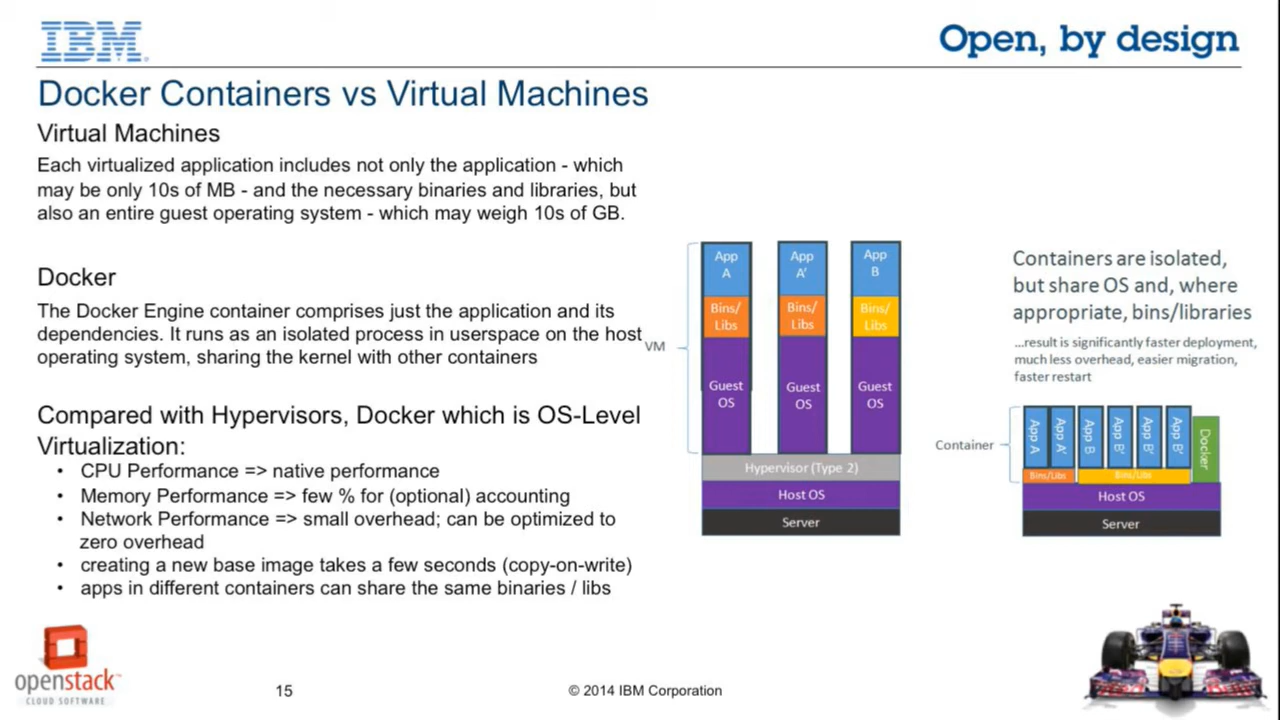 IBM
Open, by design
Docker Containers vs Virtual Machines
Virtual Machines
Each virtualized application includes not only the application - which
may be only 10s of MB - and the necessary binaries and libraries, but
also an entire guest operating system - which may weigh 10s of GB.
Docker
The Docker Engine container comprises just the application and its
dependencies. It runs as an isolated process in userspace on the host
operating system, sharing the kernel with other containers
Compared with Hypervisors, Docker which is OS-Level
Virtualization:
• CPU Performance => native performance
• Memory Performance => few % for (optional) accounting
• Network Performance => small overhead; can be optimized to
zero overhead
• creating a new base image takes a few seconds (copy-on-write)
• apps in different containers can share the same binaries / libs
VM
App
A
Bins/
Libs
Guest
OS
App
A'
Bins/
Libs
Guest
OS
App
B
Bins/
Libs
Guest
OS
Hypervisor (Type 2)
Host OS
Server
Containers are isolated,
but share OS and, where
appropriate, bins/libraries
...result is significantly faster deployment,
much less overhead, easier migration,
faster restart
Container
App A
App A'
App B
App B'
App B'
App B'
Docker
Bins/Libs
Bins/Libs
Host OS
Server
openstack™
CLOUD SOFTWARE
15
© 2014 IBM Corporation